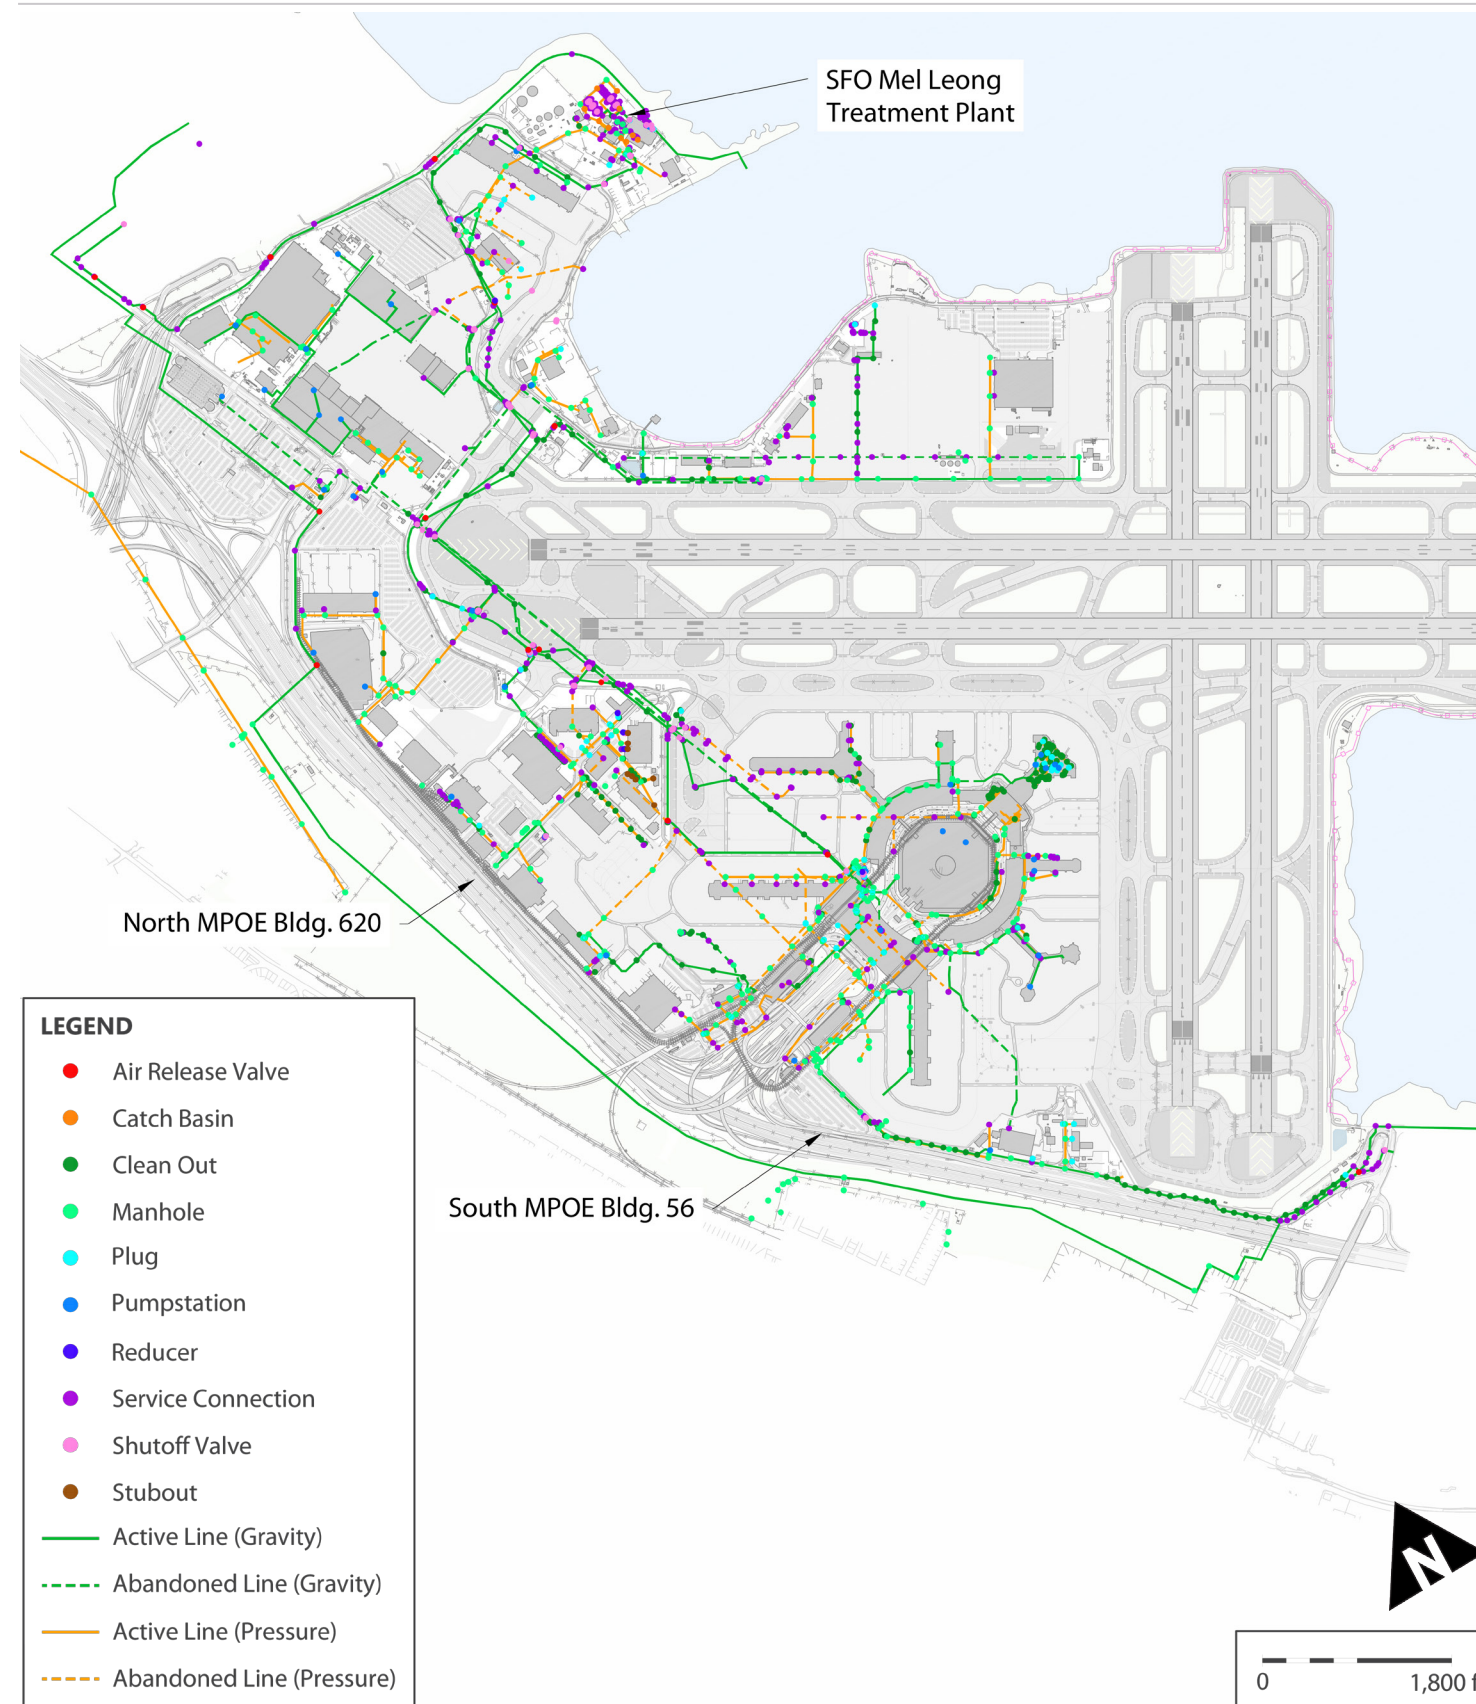 SFO Mel Leong
Treatment Plant
North MPOE Bldg. 620
South MPOE Bldg. 56
LEGEND
Air Release Valve
Catch Basin
Clean Out
Manhole
Plug
Pumpstation
Reducer
Service Connection
Shutoff Valve
Stubout
Active Line (Gravity)
Abandoned Line (Gravity)
Active Line (Pressure)
Abandoned Line (Pressure)
N
0 1,800 f